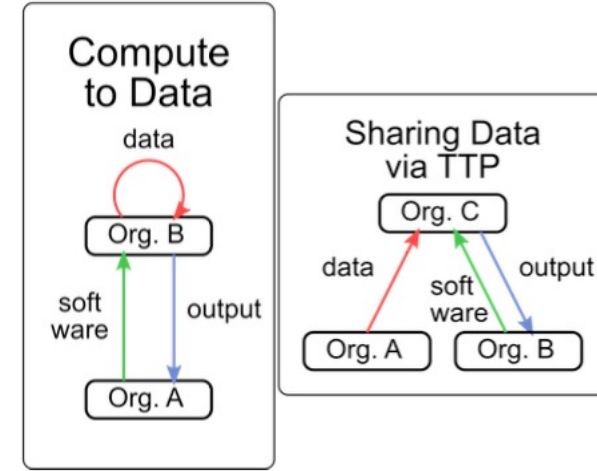 Compute
to Data
data
Org. B
soft
ware
output
Org. A
Sharing Data
via TTP
Org. C
data
soft
ware
output
Org. A
Org. B